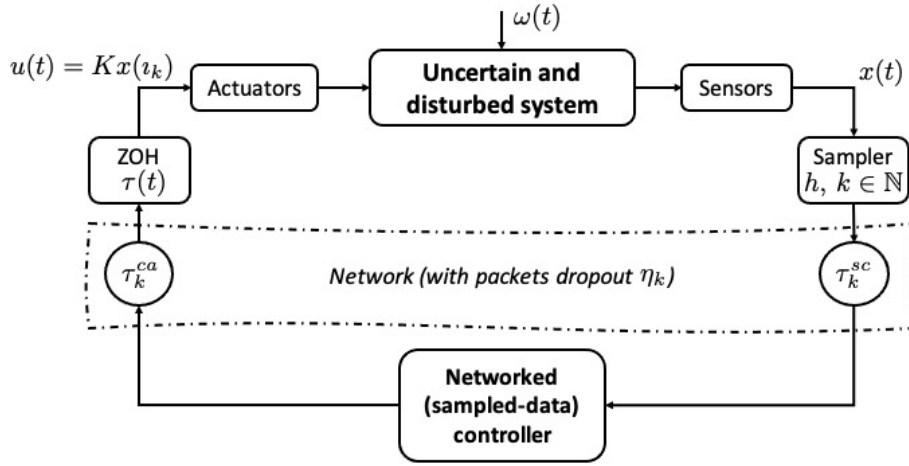 ω(t)
u(t) = Kx(ı_k)
Actuators
Uncertain and
disturbed system
Sensors
x(t)
ZOH
τ(t)
Sampler
h, k ∈ ℕ
τ_k^{ca}
Network (with packets dropout η_k)
τ_k^{sc}
Networked
(sampled-data)
controller